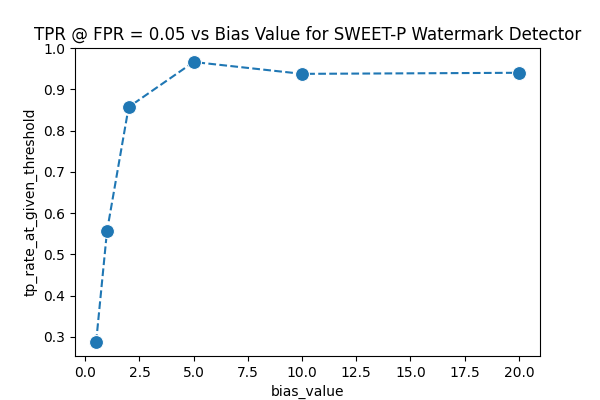 TPR @ FPR = 0.05 vs Bias Value for SWEET-P Watermark Detector
1.0
0.9
0.8
0.7
0.6
0.5
0.4
0.3
tp_rate_at_given_threshold
0.0 2.5 5.0 7.5 10.0 12.5 15.0 17.5 20.0
bias_value